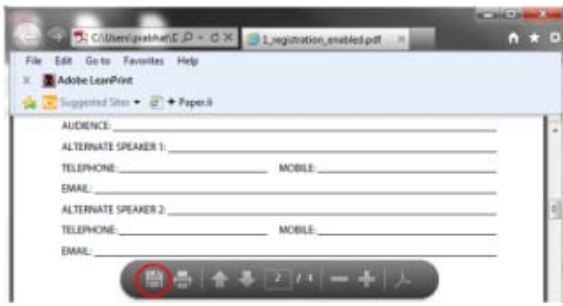 C:\Users\prabhat\E
1_registration_enabled.pdf
File Edit Go to Favorites Help
Adobe LeanPrint
Suggested Sites Paper.li
AUDIENCE:
ALTERNATE SPEAKER 1:
TELEPHONE: MOBILE:
EMAIL:
ALTERNATE SPEAKER 2:
TELEPHONE: MOBILE:
EMAIL:
2 / 4